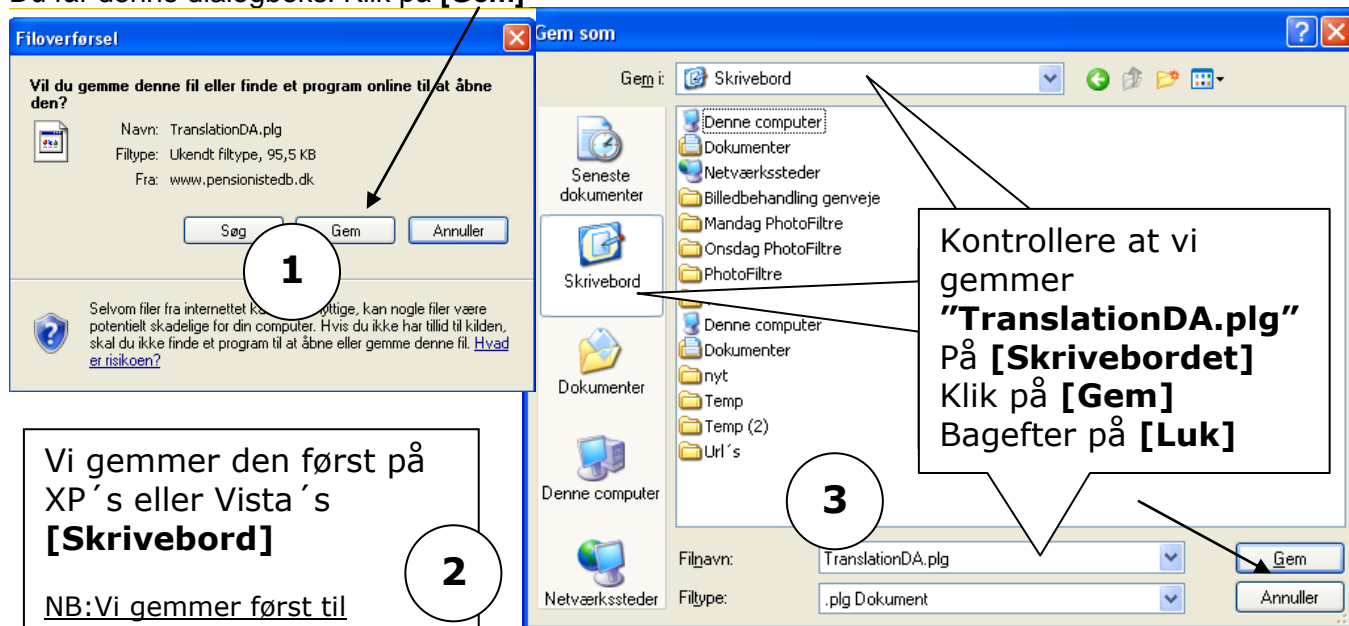 Du får denne dialogboks. Klik på [Gem]
Filoverførsel
Vil du gemme denne fil eller finde et program online til at åbne
den?
Navn: TranslationDA.plg
Filtype: Ukendt filtype, 95,5 KB
Fra: www.pensionistedb.dk
Søg
Gem
Annuller
1
Selvom filer fra internettet nyttige, kan nogle filer være
potentielt skadelige for din computer. Hvis du ikke har tillid til kilden,
skal du ikke finde et program til at åbne eller gemme denne fil. Hvad
er risikoen?
Vi gemmer den først på
XP´s eller Vista´s
[Skrivebord]
2
NB:Vi gemmer først til
Gem som
Gem i: Skrivebord
Seneste
dokumenter
Skrivebord
Dokumenter
Denne computer
Netværkssteder
Denne computer
Dokumenter
Netværkssteder
Billedbehandling genveje
Mandag PhotoFiltre
Onsdag PhotoFiltre
PhotoFiltre
Denne computer
Dokumenter
nyt
Temp
Temp (2)
Url´s
Kontrollere at vi
gemmer
”TranslationDA.plg”
På [Skrivebordet]
Klik på [Gem]
Bagefter på [Luk]
3
Filnavn: TranslationDA.plg
Gem
Filtype: .plg Dokument
Annuller